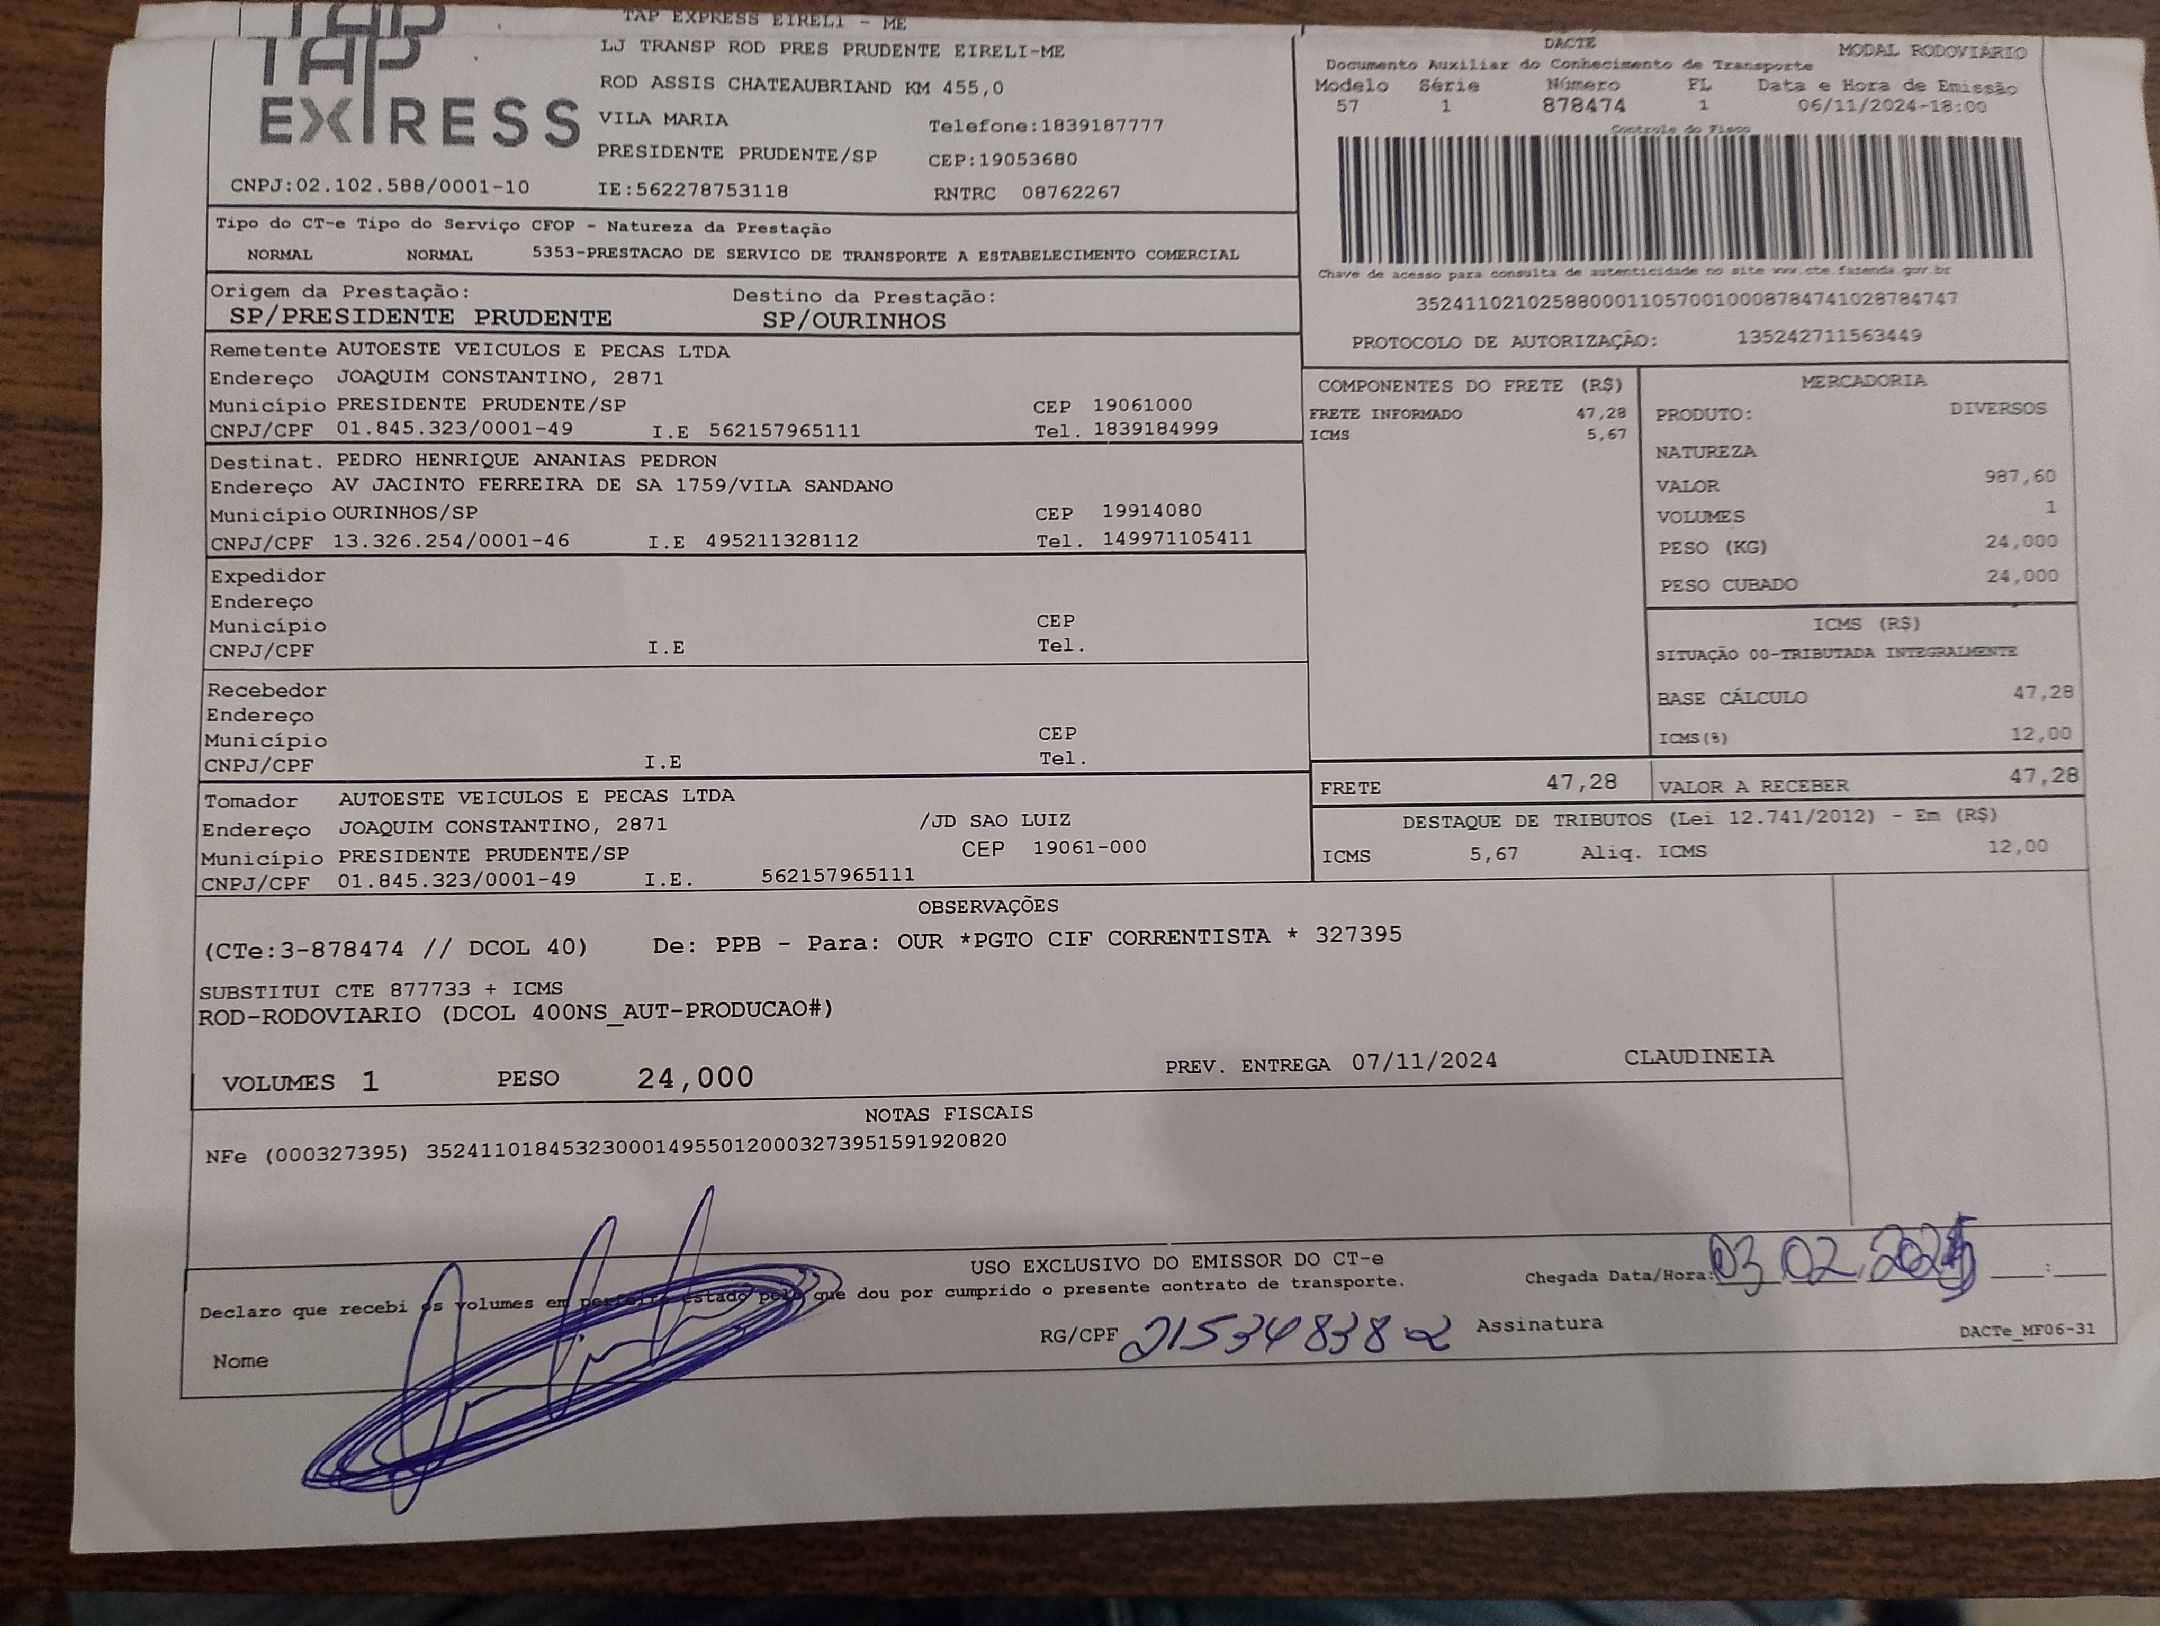 TAP
TAP EXPRESS EIRELI - ME
TAP EXPRESS
LJ TRANSP ROD PRES PRUDENTE EIRELI-ME
ROD ASSIS CHATEAUBRIAND KM 455,0
VILA MARIA Telefone:1839187777
PRESIDENTE PRUDENTE/SP CEP:19053680
CNPJ:02.102.588/0001-10 IE:562278753118 RNTRC 08762267
DACTE MODAL RODOVIÁRIO
Documento Auxiliar do Conhecimento de Transporte
Modelo Série Número FL Data e Hora de Emissão
57 1 878474 1 06/11/2024-18:00
Controle do Fisco
Chave de acesso para consulta de autenticidade no site www.cte.fazenda.gov.br
35241102102588000110570010008784741028784747
PROTOCOLO DE AUTORIZAÇÃO: 135242711563449
Tipo do CT-e Tipo do Serviço CFOP - Natureza da Prestação
NORMAL NORMAL 5353-PRESTACAO DE SERVICO DE TRANSPORTE A ESTABELECIMENTO COMERCIAL
Origem da Prestação: Destino da Prestação:
SP/PRESIDENTE PRUDENTE SP/OURINHOS
Remetente AUTOESTE VEICULOS E PECAS LTDA
Endereço JOAQUIM CONSTANTINO, 2871
Município PRESIDENTE PRUDENTE/SP CEP 19061000
CNPJ/CPF 01.845.323/0001-49 I.E 562157965111 Tel. 1839184999
Destinat. PEDRO HENRIQUE ANANIAS PEDRON
Endereço AV JACINTO FERREIRA DE SA 1759/VILA SANDANO
Município OURINHOS/SP CEP 19914080
CNPJ/CPF 13.326.254/0001-46 I.E 495211328112 Tel. 149971105411
Expedidor
Endereço
Município CEP
CNPJ/CPF I.E Tel.
Recebedor
Endereço
Município CEP
CNPJ/CPF I.E Tel.
Tomador AUTOESTE VEICULOS E PECAS LTDA
Endereço JOAQUIM CONSTANTINO, 2871 /JD SAO LUIZ
Município PRESIDENTE PRUDENTE/SP CEP 19061-000
CNPJ/CPF 01.845.323/0001-49 I.E. 562157965111
COMPONENTES DO FRETE (R$)
FRETE INFORMADO 47,28
ICMS 5,67
MERCADORIA
PRODUTO: DIVERSOS
NATUREZA
VALOR 987,60
VOLUMES 1
PESO (KG) 24,000
PESO CUBADO 24,000
ICMS (R$)
SITUAÇÃO 00-TRIBUTADA INTEGRALMENTE
BASE CÁLCULO 47,28
ICMS(%) 12,00
FRETE 47,28 VALOR A RECEBER 47,28
DESTAQUE DE TRIBUTOS (Lei 12.741/2012) - Em (R$)
ICMS 5,67 Aliq. ICMS 12,00
OBSERVAÇÕES
(CTe:3-878474 // DCOL 40) De: PPB - Para: OUR *PGTO CIF CORRENTISTA * 327395
SUBSTITUI CTE 877733 + ICMS
ROD-RODOVIARIO (DCOL 400NS_AUT-PRODUCAO#)
VOLUMES 1 PESO 24,000 PREV. ENTREGA 07/11/2024 CLAUDINEIA
NOTAS FISCAIS
NFe (000327395) 35241101845323000149550120003273951591920820
USO EXCLUSIVO DO EMISSOR DO CT-e
Declaro que recebi os volumes em perfeito estado pelo que dou por cumprido o presente contrato de transporte.
Chegada Data/Hora: 03 02 2025 __:__
Nome RG/CPF 215348382 Assinatura
DACTe_MF06-31